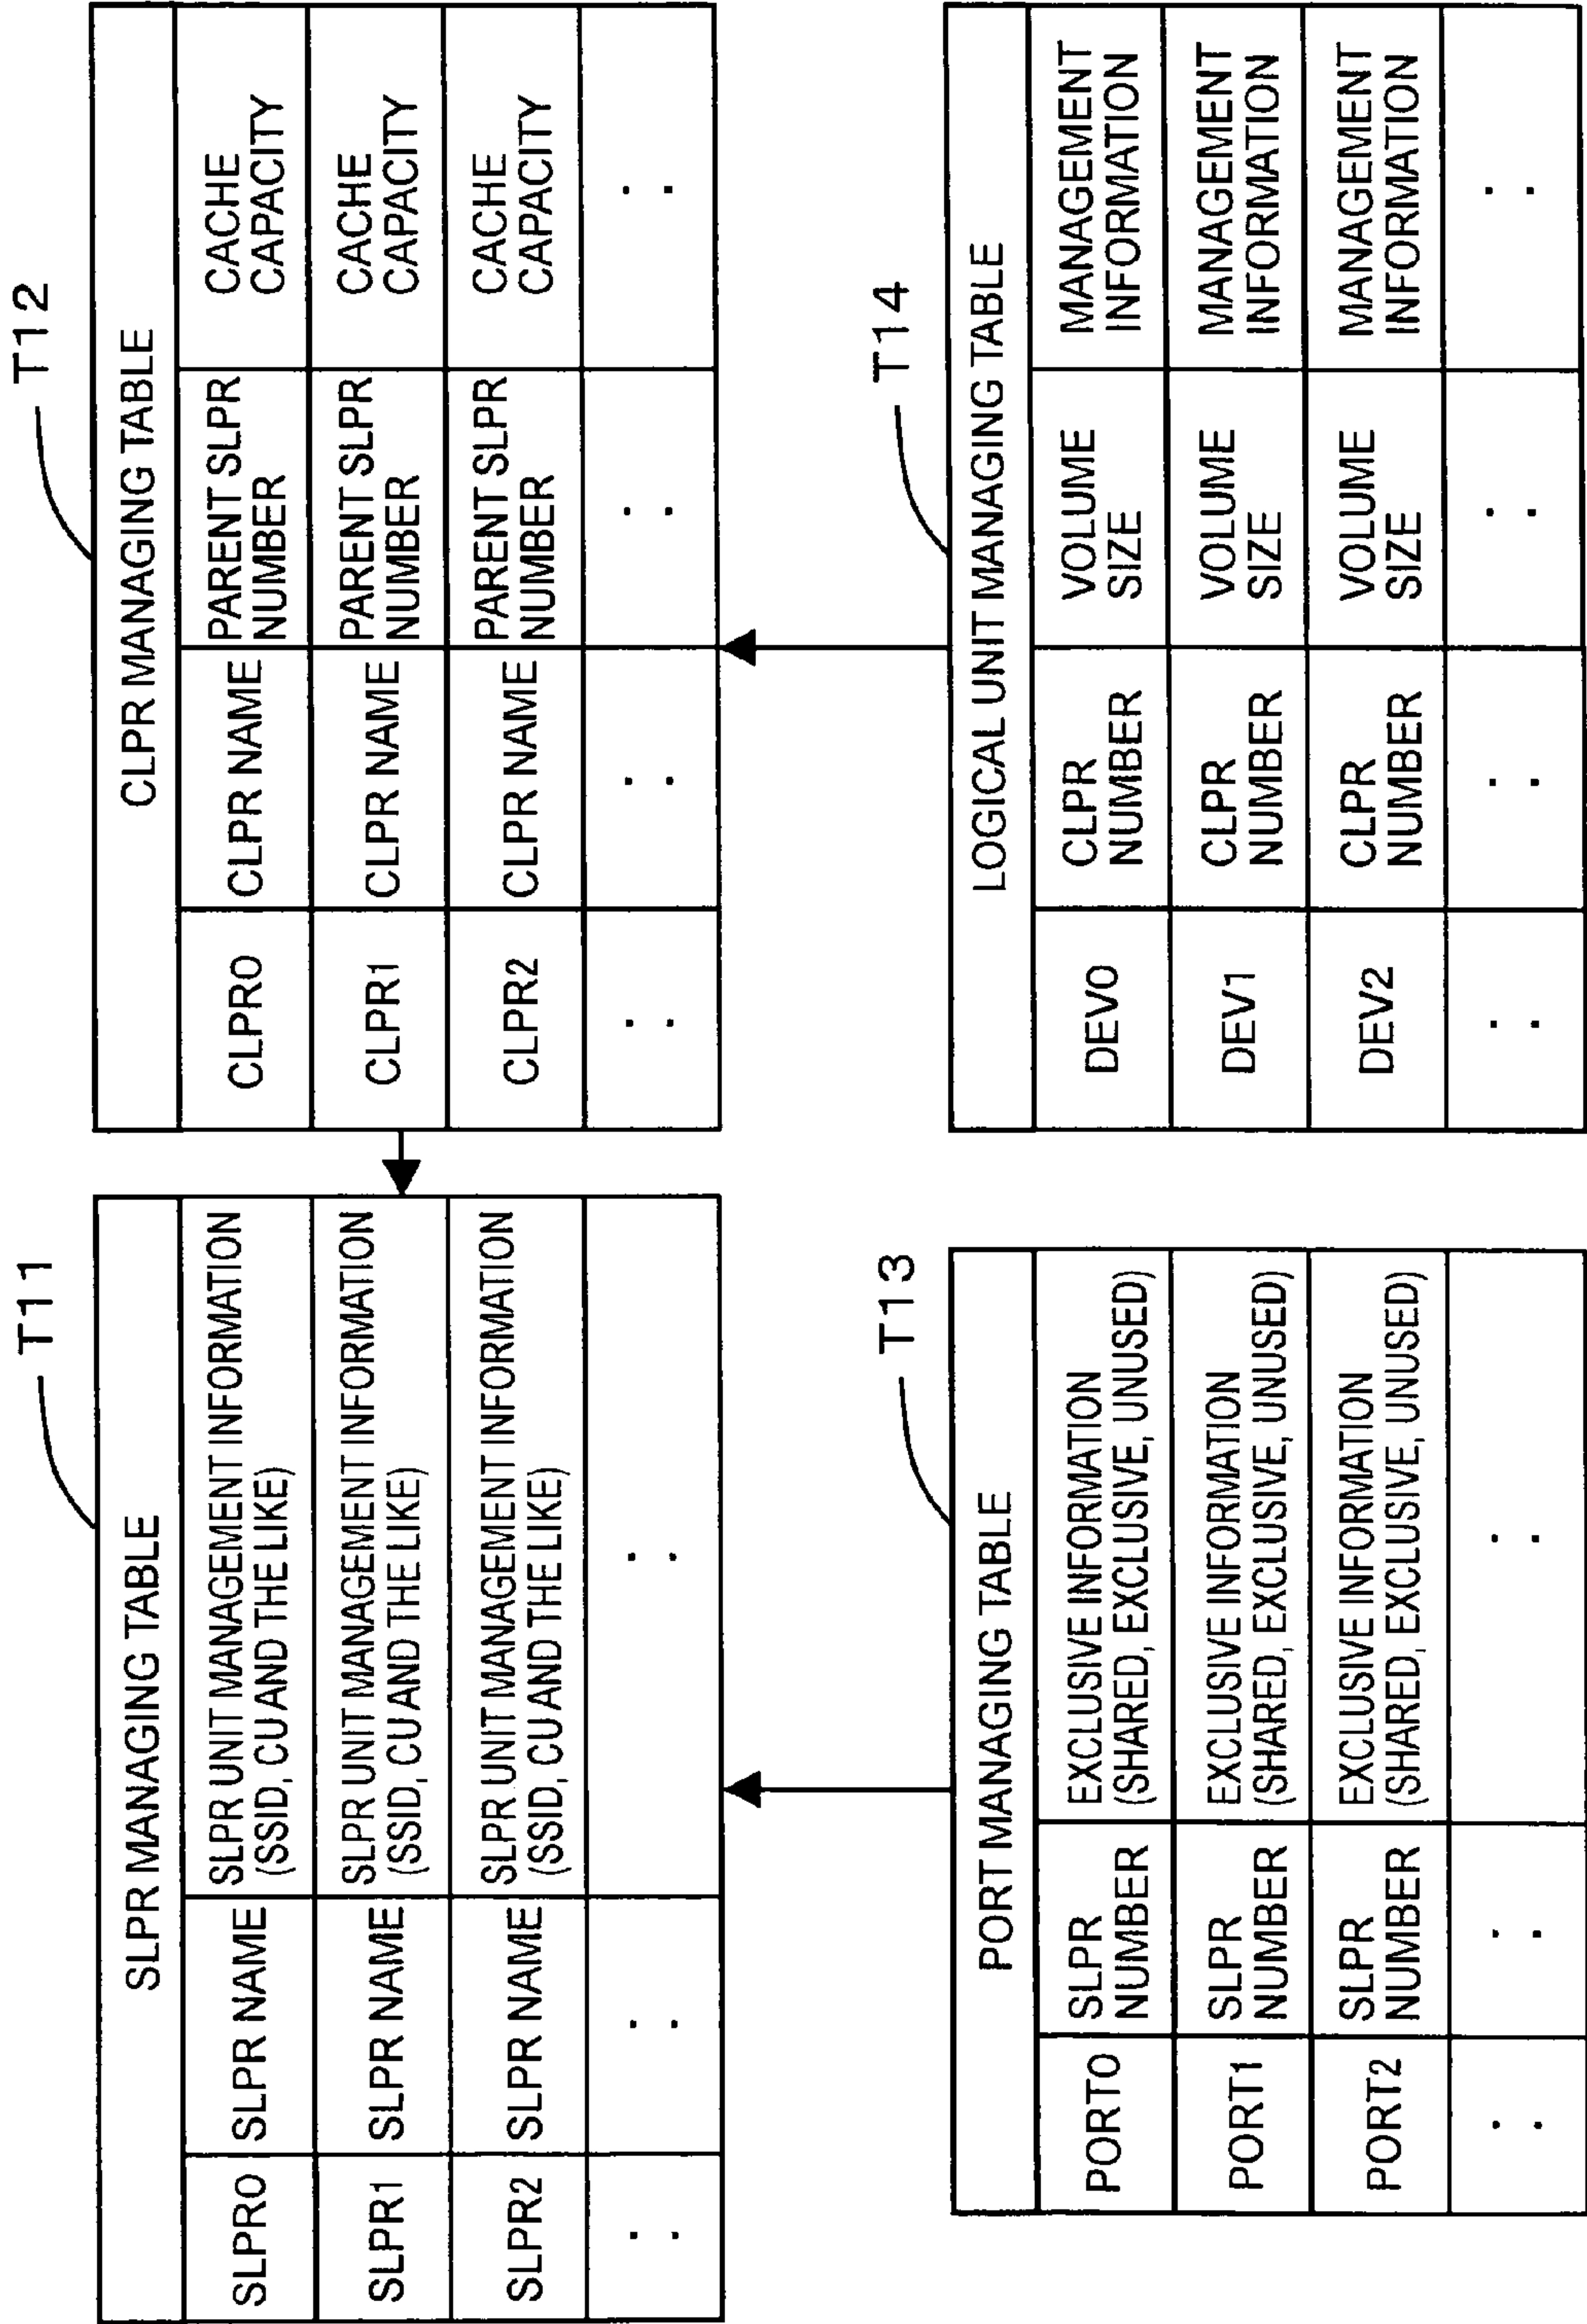 T11
SLPR MANAGING TABLE
SLPR0 SLPR NAME SLPR UNIT MANAGEMENT INFORMATION
(SSID, CU AND THE LIKE)
SLPR1 SLPR NAME SLPR UNIT MANAGEMENT INFORMATION
(SSID, CU AND THE LIKE)
SLPR2 SLPR NAME SLPR UNIT MANAGEMENT INFORMATION
(SSID, CU AND THE LIKE)
: : :
T12
CLPR MANAGING TABLE
CLPR0 CLPR NAME PARENT SLPR
NUMBER CACHE
CAPACITY
CLPR1 CLPR NAME PARENT SLPR
NUMBER CACHE
CAPACITY
CLPR2 CLPR NAME PARENT SLPR
NUMBER CACHE
CAPACITY
: : : :
T13
PORT MANAGING TABLE
PORT0 SLPR
NUMBER EXCLUSIVE INFORMATION
(SHARED, EXCLUSIVE, UNUSED)
PORT1 SLPR
NUMBER EXCLUSIVE INFORMATION
(SHARED, EXCLUSIVE, UNUSED)
PORT2 SLPR
NUMBER EXCLUSIVE INFORMATION
(SHARED, EXCLUSIVE, UNUSED)
: : :
T14
LOGICAL UNIT MANAGING TABLE
DEV0 CLPR
NUMBER VOLUME
SIZE MANAGEMENT
INFORMATION
DEV1 CLPR
NUMBER VOLUME
SIZE MANAGEMENT
INFORMATION
DEV2 CLPR
NUMBER VOLUME
SIZE MANAGEMENT
INFORMATION
: : : :